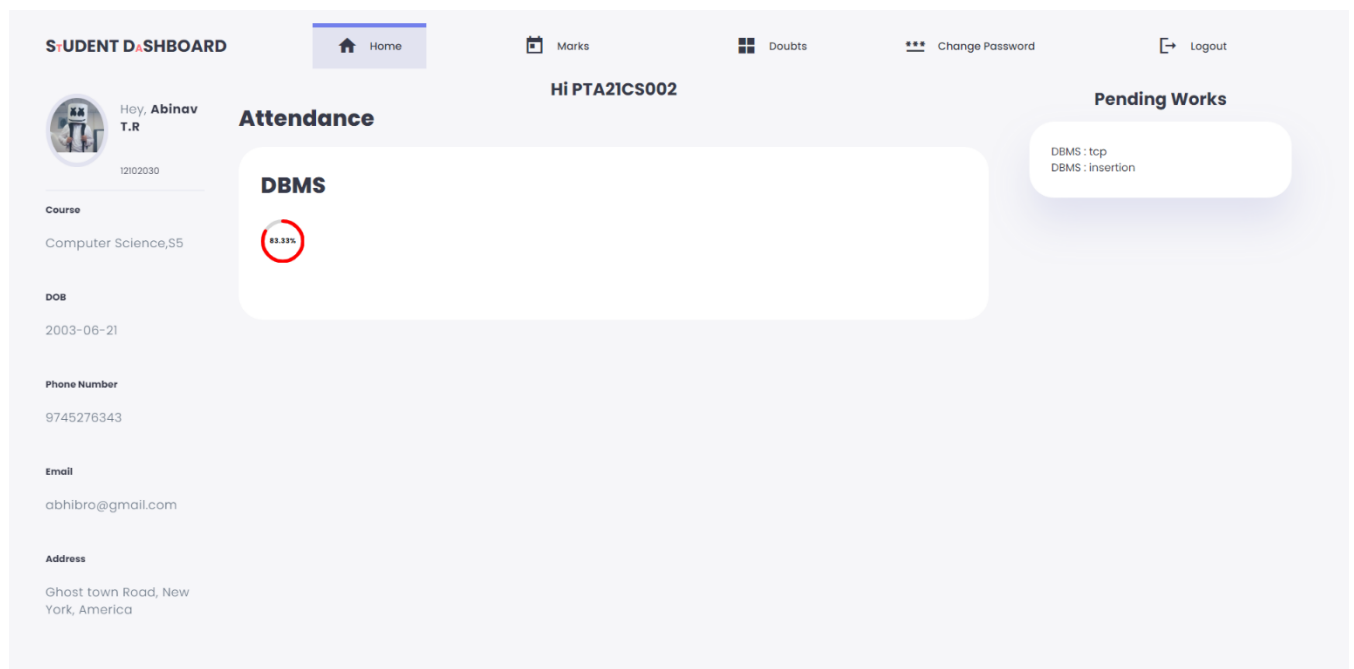 STUDENT DASHBOARD
Home
Marks
Doubts
*** Change Password
Logout
Hey, Abinav
T.R
12102030
Course
Computer Science,S5
DOB
2003-06-21
Phone Number
9745276343
Email
abhibro@gmail.com
Address
Ghost town Road, New
York, America
Hi PTA21CS002
Attendance
DBMS
83.33%
Pending Works
DBMS : tcp
DBMS : insertion